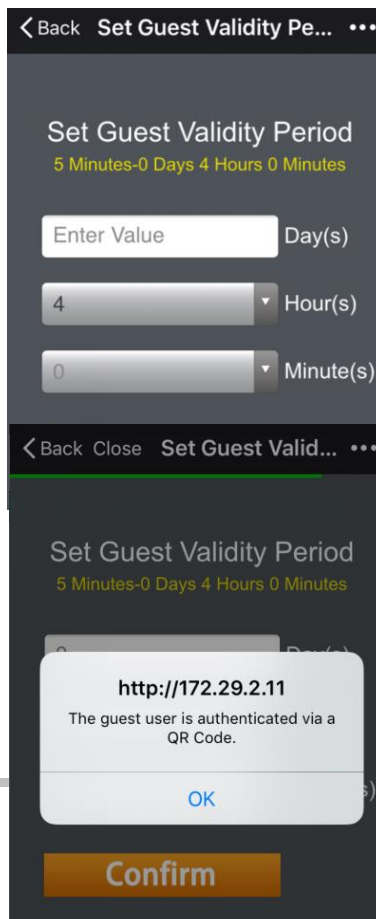 Back Set Guest Validity Pe... •••
Set Guest Validity Period
5 Minutes-0 Days 4 Hours 0 Minutes
Enter Value Day(s)
4 Hour(s)
0 Minute(s)
Back Close Set Guest Valid... •••
Set Guest Validity Period
5 Minutes-0 Days 4 Hours 0 Minutes
http://172.29.2.11
The guest user is authenticated via a
QR Code.
OK
Confirm